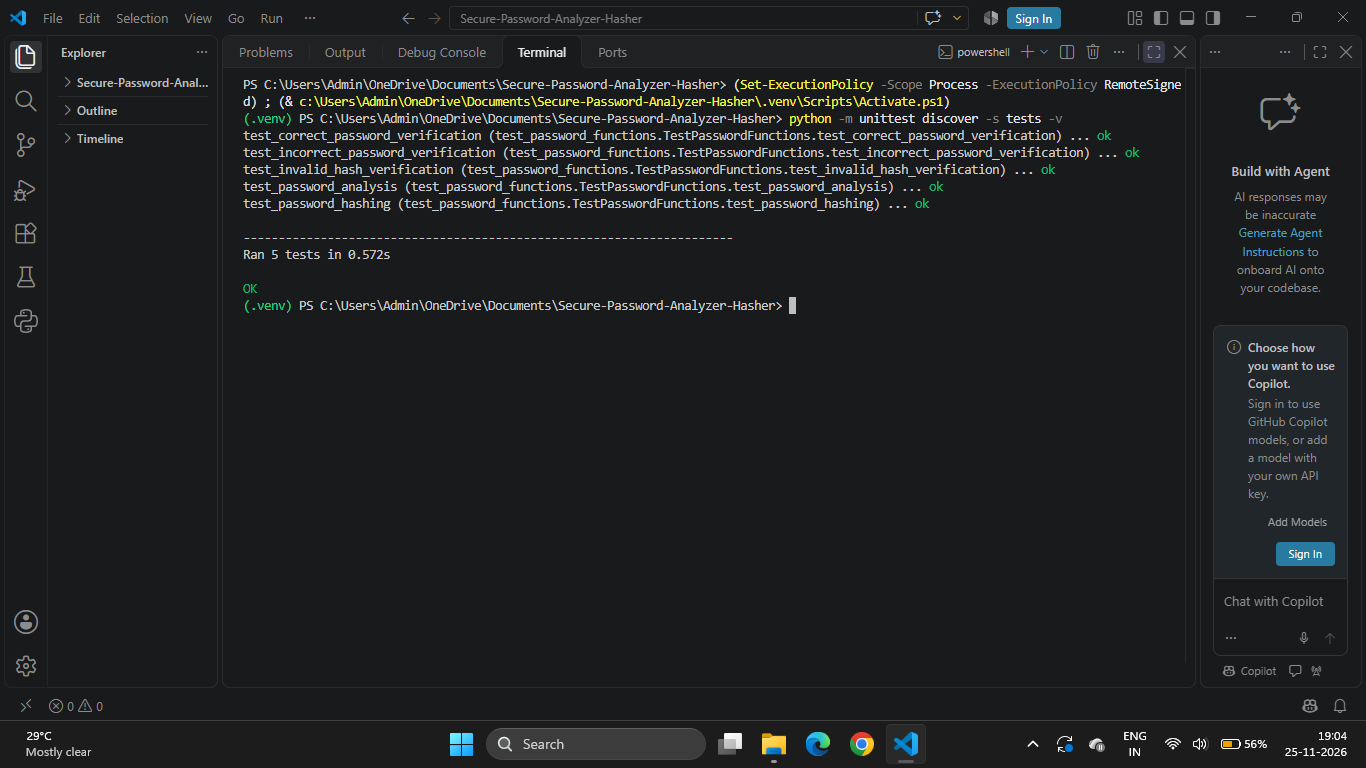 File Edit Selection View Go Run ···
Secure-Password-Analyzer-Hasher
Sign In
Explorer ···
Secure-Password-Anal...
Outline
Timeline
Problems Output Debug Console Terminal Ports
powershell
PS C:\Users\Admin\OneDrive\Documents\Secure-Password-Analyzer-Hasher> (Set-ExecutionPolicy -Scope Process -ExecutionPolicy RemoteSigne
d) ; (& c:\Users\Admin\OneDrive\Documents\Secure-Password-Analyzer-Hasher\.venv\Scripts\Activate.ps1)
(.venv) PS C:\Users\Admin\OneDrive\Documents\Secure-Password-Analyzer-Hasher> python -m unittest discover -s tests -v
test_correct_password_verification (test_password_functions.TestPasswordFunctions.test_correct_password_verification) ... ok
test_incorrect_password_verification (test_password_functions.TestPasswordFunctions.test_incorrect_password_verification) ... ok
test_invalid_hash_verification (test_password_functions.TestPasswordFunctions.test_invalid_hash_verification) ... ok
test_password_analysis (test_password_functions.TestPasswordFunctions.test_password_analysis) ... ok
test_password_hashing (test_password_functions.TestPasswordFunctions.test_password_hashing) ... ok
----------------------------------------------------------------------
Ran 5 tests in 0.572s
OK
(.venv) PS C:\Users\Admin\OneDrive\Documents\Secure-Password-Analyzer-Hasher>
Build with Agent
AI responses may
be inaccurate
Generate Agent
Instructions to
onboard AI onto
your codebase.
Choose how
you want to use
Copilot.
Sign in to use
GitHub Copilot
models, or add
a model with
your own API
key.
Add Models
Sign In
Chat with Copilot
Copilot
0 0
29°C
Mostly clear
Search
ENG
IN
56%
19:04
25-11-2026